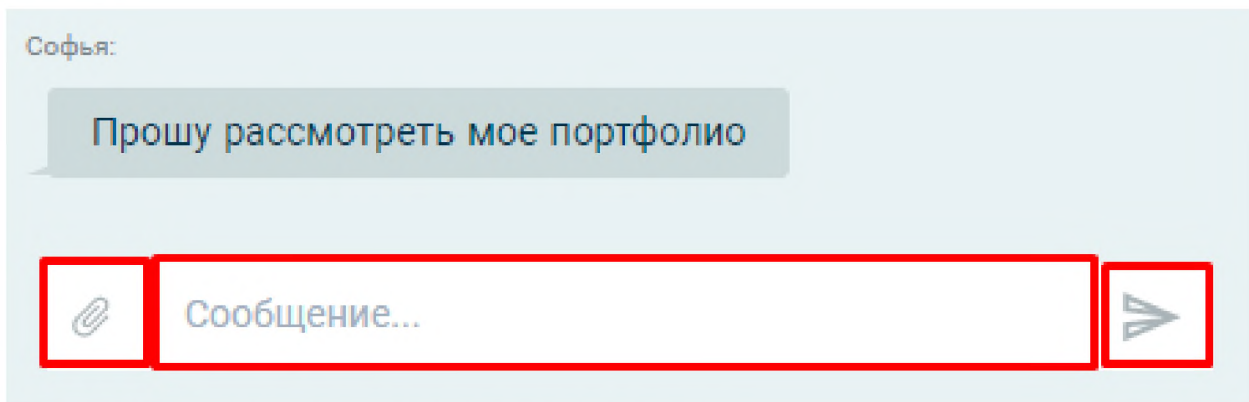 Софья:
Прошу рассмотреть мое портфолио
Сообщение...